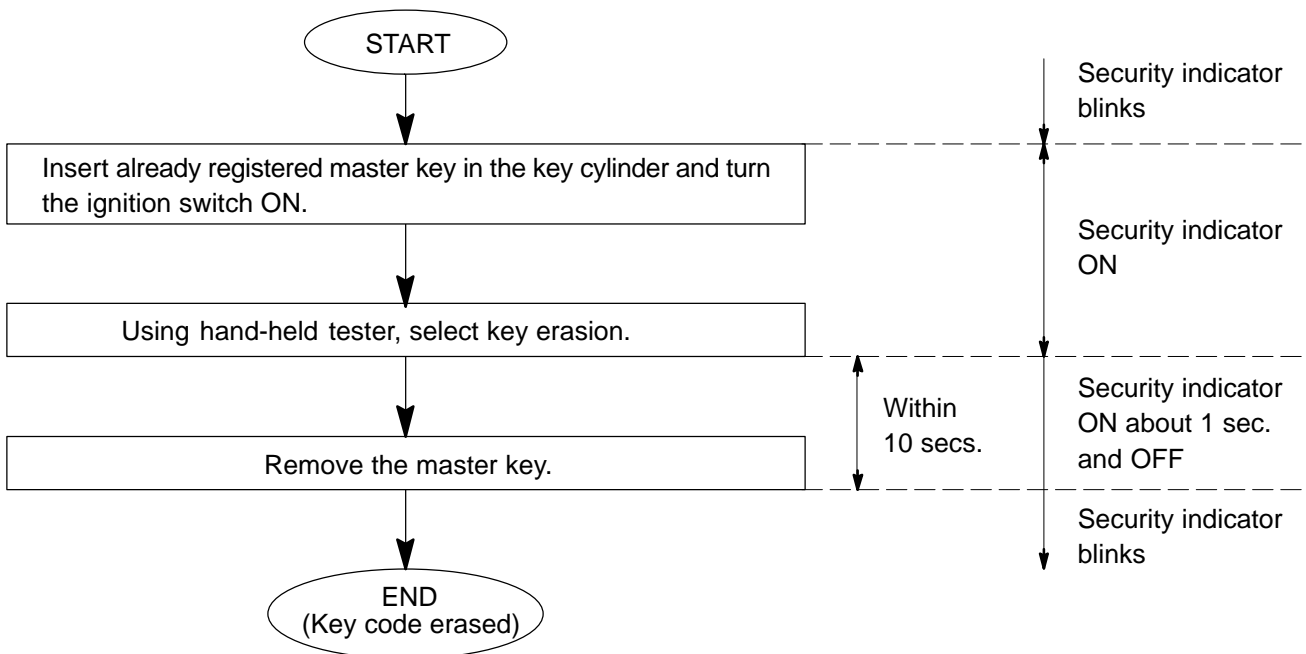 START
Security indicator
blinks
Insert already registered master key in the key cylinder and turn
the ignition switch ON.
Security indicator
ON
Using hand-held tester, select key erasion.
Within
10 secs.
Security indicator
ON about 1 sec.
and OFF
Remove the master key.
Security indicator
blinks
END
(Key code erased)